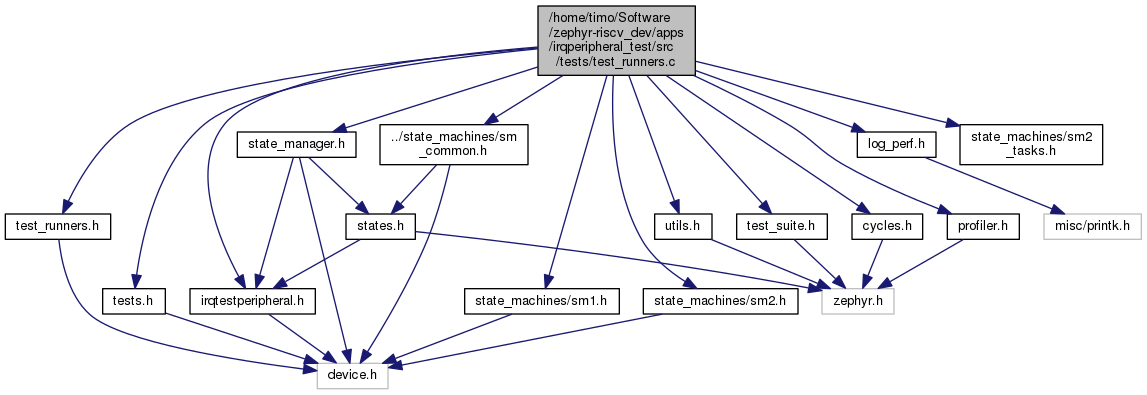 /home/timo/Software
/zephyr-riscv_dev/apps
/irqperipheral_test/src
/tests/test_runners.c
state_manager.h
../state_machines/sm
_common.h
log_perf.h
state_machines/sm2
_tasks.h
test_runners.h
states.h
utils.h
test_suite.h
cycles.h
profiler.h
misc/printk.h
tests.h
irqtestperipheral.h
state_machines/sm1.h
state_machines/sm2.h
zephyr.h
device.h